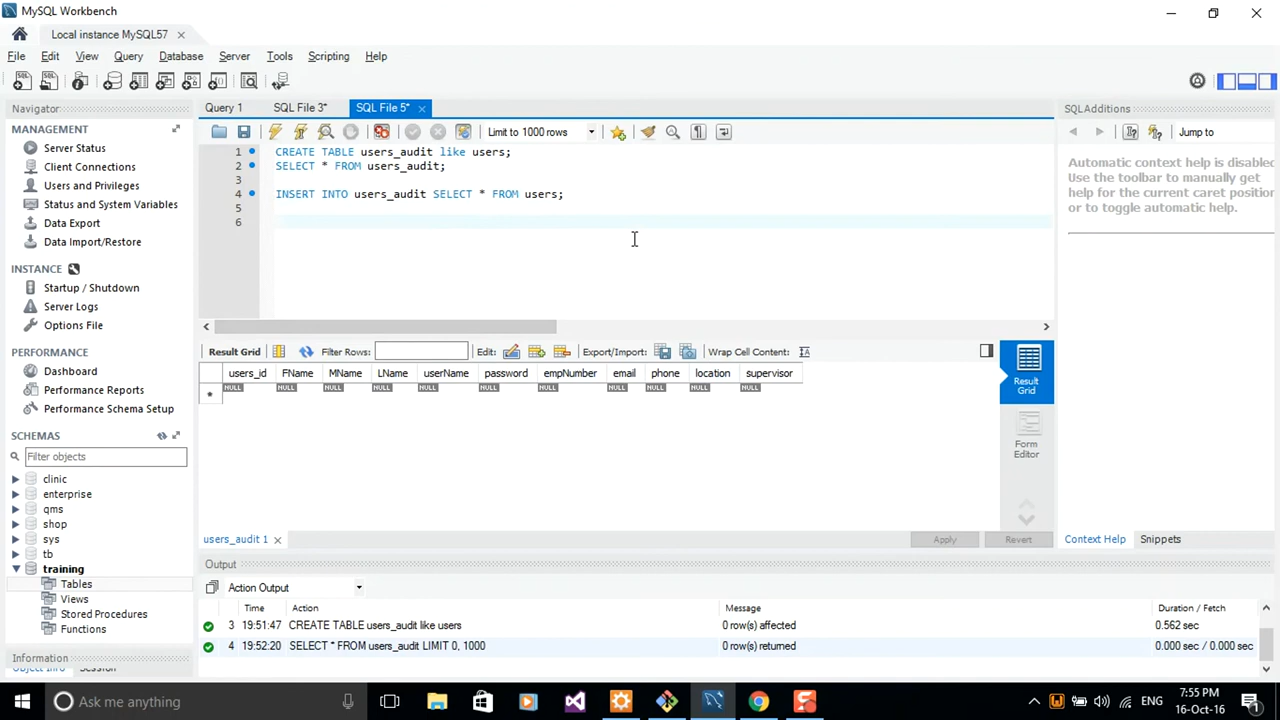 MySQL Workbench
Local instance MySQL57
File Edit View Query Database Server Tools Scripting Help
Navigator
MANAGEMENT
Server Status
Client Connections
Users and Privileges
Status and System Variables
Data Export
Data Import/Restore
INSTANCE
Startup / Shutdown
Server Logs
Options File
PERFORMANCE
Dashboard
Performance Reports
Performance Schema Setup
SCHEMAS
Filter objects
clinic
enterprise
qms
shop
sys
tb
training
Tables
Views
Stored Procedures
Functions
Information
Object Info Session
Query 1 SQL File 3* SQL File 5*
Limit to 1000 rows
1 CREATE TABLE users_audit like users;
2 SELECT * FROM users_audit;
3
4 INSERT INTO users_audit SELECT * FROM users;
5
6
Result Grid Filter Rows: Edit: Export/Import: Wrap Cell Content:
users_id FName MName LName userName password empNumber email phone location supervisor
NULL NULL NULL NULL NULL NULL NULL NULL NULL NULL NULL
Result
Grid
Form
Editor
users_audit 1
Apply Revert
SQLAdditions
Jump to
Automatic context help is disabled
Use the toolbar to manually get
help for the current caret position
or to toggle automatic help.
Context Help Snippets
Output
Action Output
Time Action Message Duration / Fetch
3 19:51:47 CREATE TABLE users_audit like users 0 row(s) affected 0.562 sec
4 19:52:20 SELECT * FROM users_audit LIMIT 0, 1000 0 row(s) returned 0.000 sec / 0.000 sec
Ask me anything
ENG
7:55 PM
16-Oct-16
1